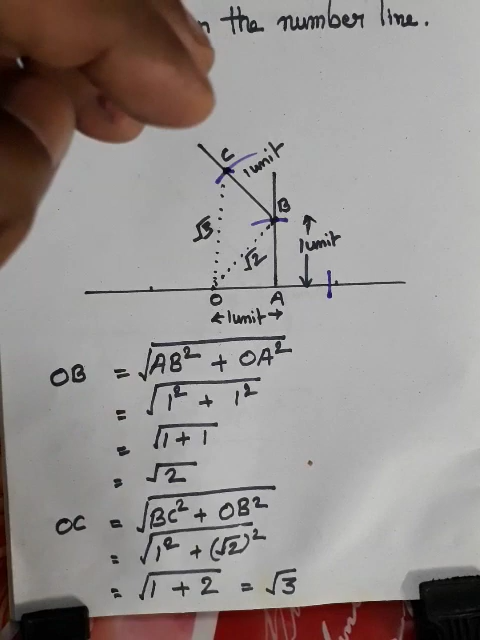 the number line.
C
1unit
B
√3
√2
1unit
O
A
←1unit→
OB = √AB² + OA²
= √1² + 1²
= √1 + 1
= √2
OC = √BC² + OB²
= √1² + (√2)²
= √1 + 2 = √3